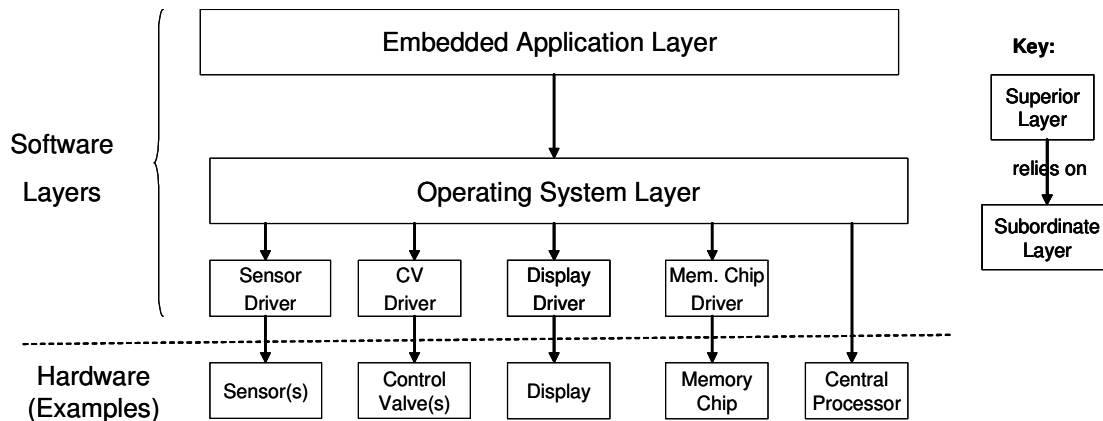 Embedded Application Layer
Software
Layers
Operating System Layer
Sensor
Driver
CV
Driver
Display
Driver
Mem. Chip
Driver
Hardware
(Examples)
Sensor(s)
Control
Valve(s)
Display
Memory
Chip
Central
Processor
Key:
Superior
Layer
relies on
Subordinate
Layer